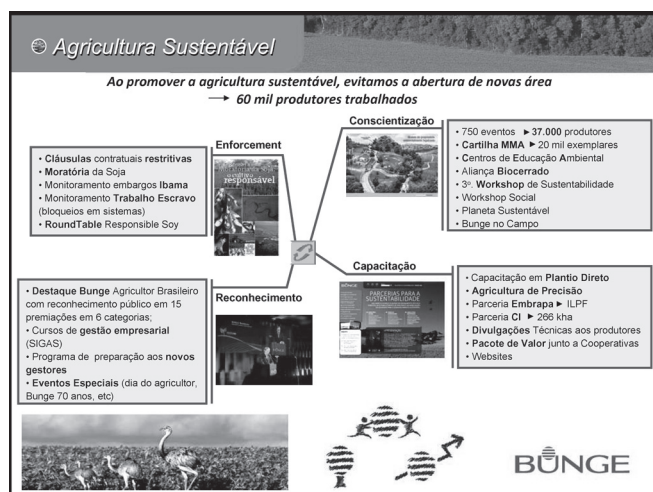 Agricultura Sustentável
Ao promover a agricultura sustentável, evitamos a abertura de novas área
→ 60 mil produtores trabalhados
Enforcement
• Cláusulas contratuais restritivas
• Moratória da Soja
• Monitoramento embargos Ibama
• Monitoramento Trabalho Escravo
(bloqueios em sistemas)
• RoundTable Responsible Soy
responsável
Conscientização
• 750 eventos ►37.000 produtores
• Cartilha MMA ► 20 mil exemplares
• Centros de Educação Ambiental
• Aliança Biocerrado
• 3º. Workshop de Sustentabilidade
• Workshop Social
• Planeta Sustentável
• Bunge no Campo
Reconhecimento
• Destaque Bunge Agricultor Brasileiro
com reconhecimento público em 15
premiações em 6 categorias;
• Cursos de gestão empresarial
(SIGAS)
• Programa de preparação aos novos
gestores
• Eventos Especiais (dia do agricultor,
Bunge 70 anos, etc)
Capacitação
BUNGE
PARCERIAS PARA A
SUSTENTABILIDADE
• Capacitação em Plantio Direto
• Agricultura de Precisão
• Parceria Embrapa► ILPF
• Parceria CI ► 266 kha
• Divulgações Técnicas aos produtores
• Pacote de Valor junto a Cooperativas
• Websites
BUNGE